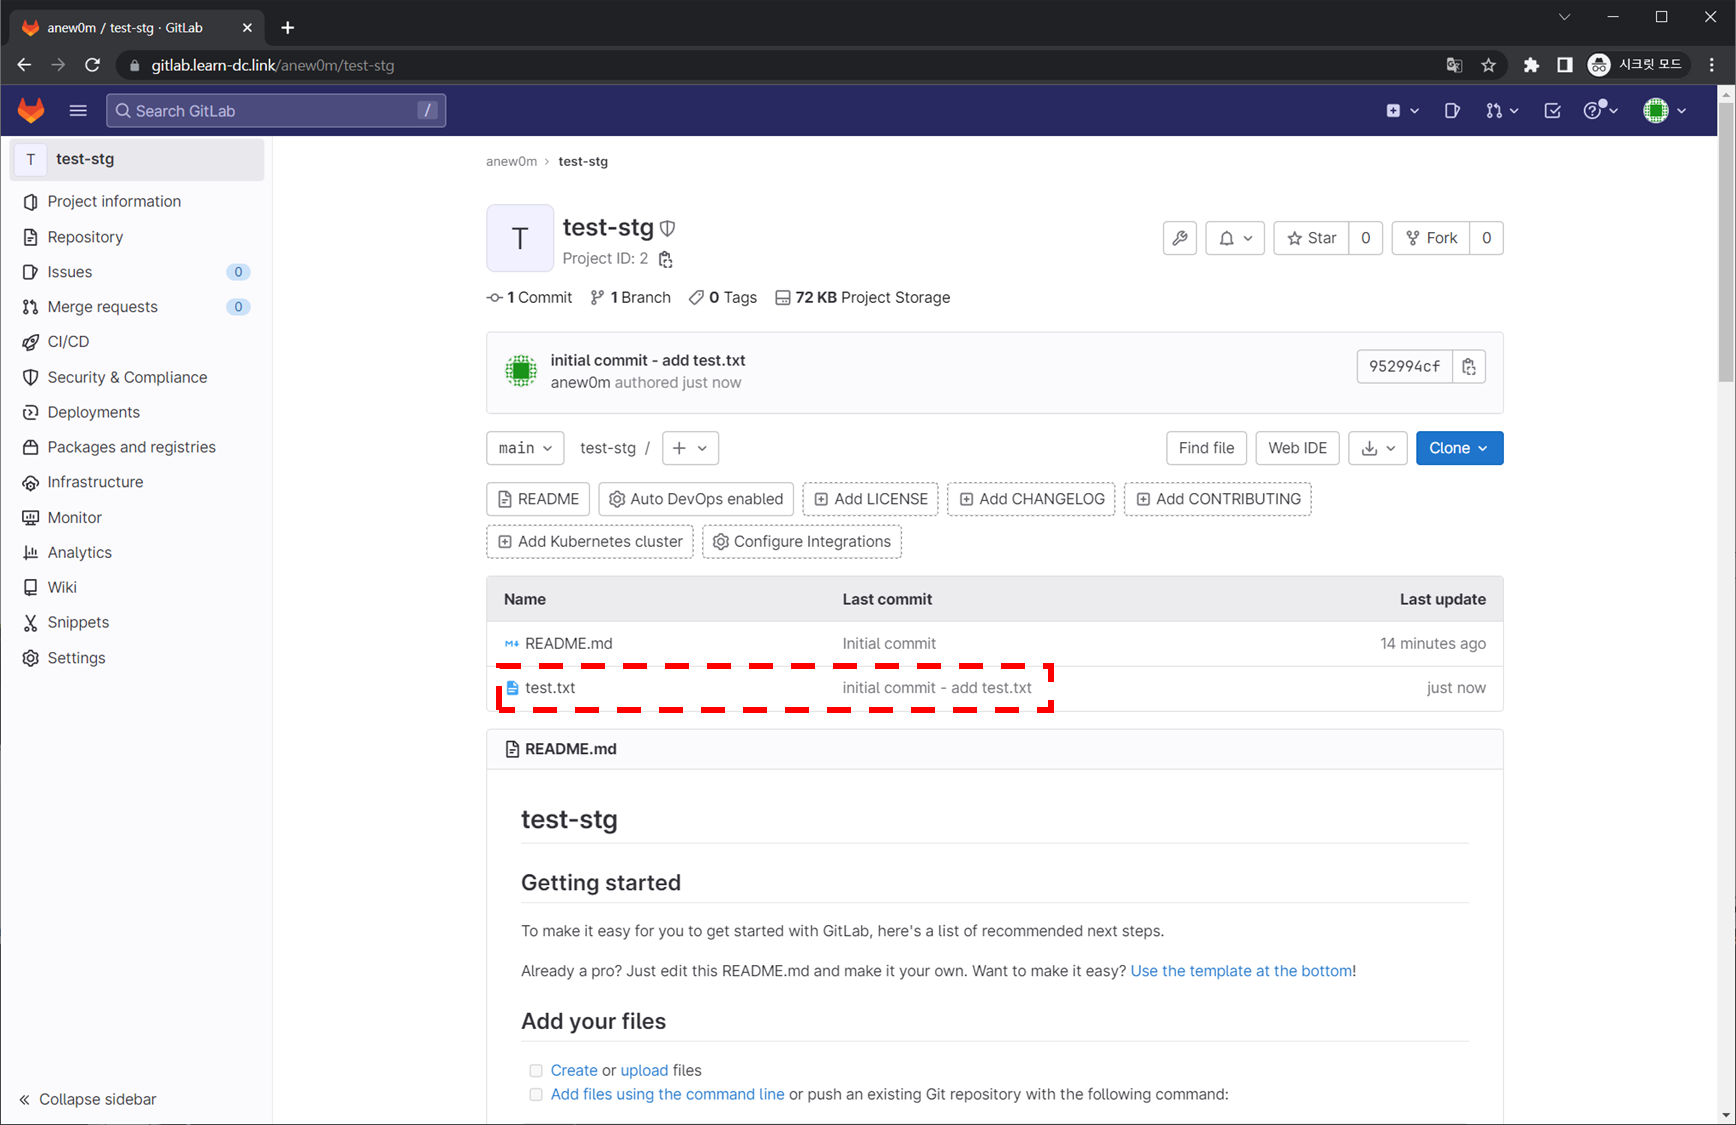 anew0m / test-stg · GitLab
gitlab.learn-dc.link/anew0m/test-stg
시크릿 모드
Search GitLab
/
T test-stg
Project information
Repository
Issues 0
Merge requests 0
CI/CD
Security & Compliance
Deployments
Packages and registries
Infrastructure
Monitor
Analytics
Wiki
Snippets
Settings
Collapse sidebar
anew0m › test-stg
T
test-stg
Project ID: 2
Star 0
Fork 0
1 Commit 1 Branch 0 Tags 72 KB Project Storage
initial commit - add test.txt
anew0m authored just now
952994cf
main test-stg / + Find file Web IDE Clone
README Auto DevOps enabled Add LICENSE Add CHANGELOG Add CONTRIBUTING
Add Kubernetes cluster Configure Integrations
Name Last commit Last update
README.md Initial commit 14 minutes ago
test.txt initial commit - add test.txt just now
README.md
test-stg
Getting started
To make it easy for you to get started with GitLab, here's a list of recommended next steps.
Already a pro? Just edit this README.md and make it your own. Want to make it easy? Use the template at the bottom!
Add your files
Create or upload files
Add files using the command line or push an existing Git repository with the following command: